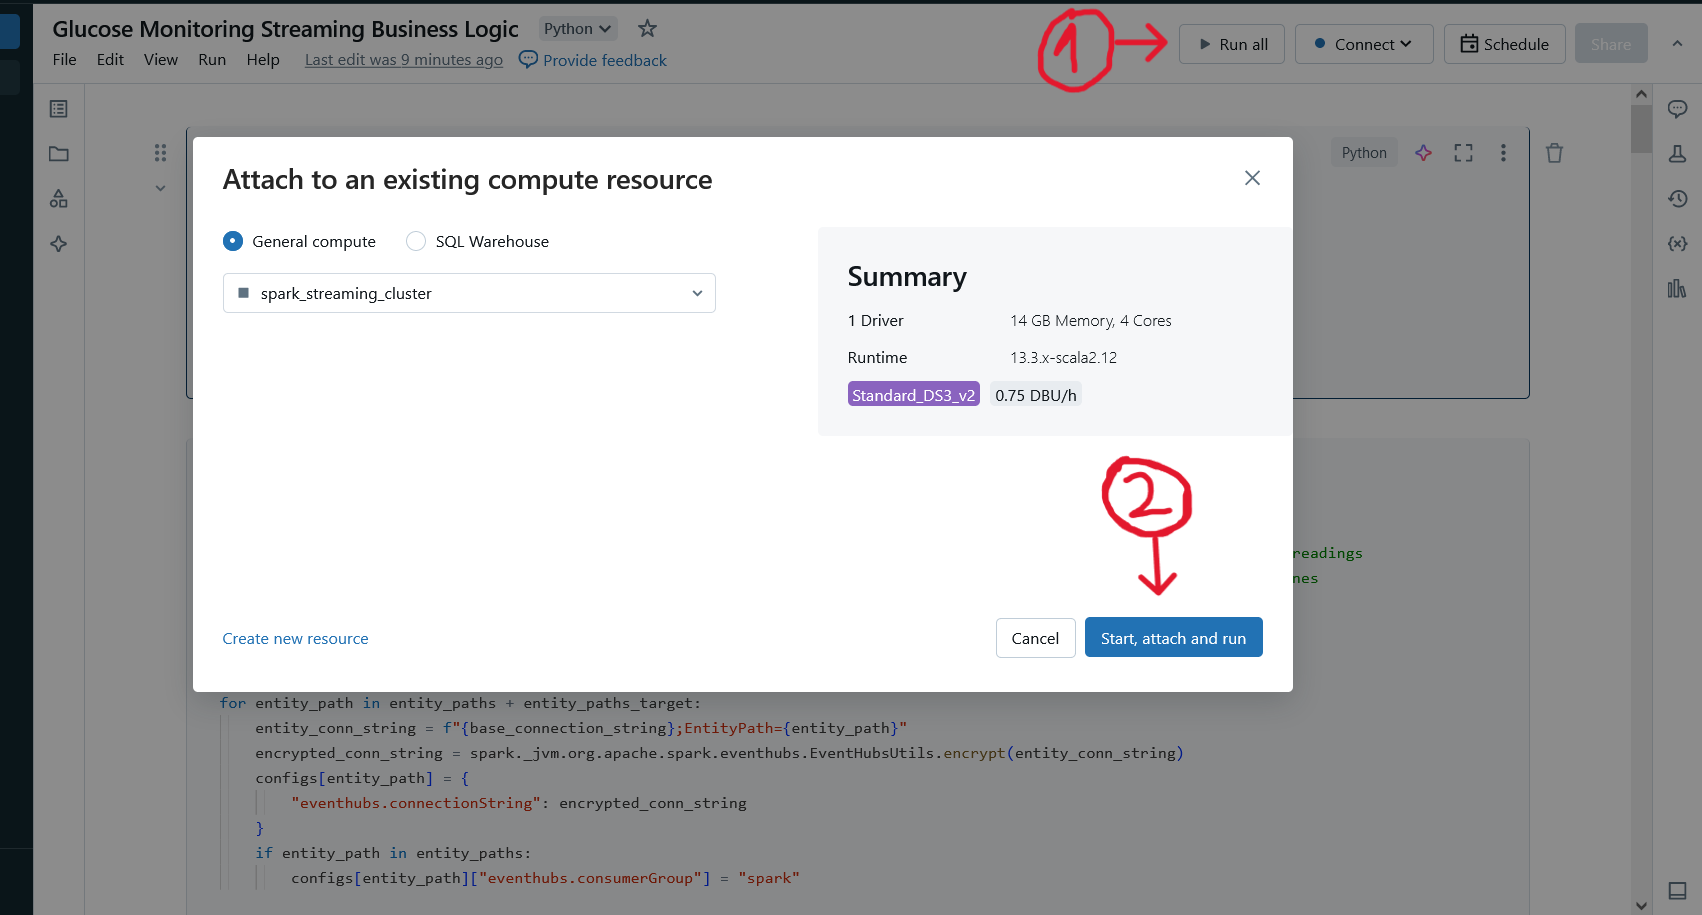 Glucose Monitoring Streaming Business Logic Python
File Edit View Run Help Last edit was 9 minutes ago Provide feedback
1
Run all Connect Schedule Share
Python
Attach to an existing compute resource
General compute SQL Warehouse
spark_streaming_cluster
Summary
1 Driver 14 GB Memory, 4 Cores
Runtime 13.3.x-scala2.12
Standard_DS3_v2 0.75 DBU/h
2
readings
nes
Create new resource
Cancel Start, attach and run
for entity_path in entity_paths + entity_paths_target:
entity_conn_string = f"{base_connection_string};EntityPath={entity_path}"
encrypted_conn_string = spark._jvm.org.apache.spark.eventhubs.EventHubsUtils.encrypt(entity_conn_string)
configs[entity_path] = {
"eventhubs.connectionString": encrypted_conn_string
}
if entity_path in entity_paths:
configs[entity_path]["eventhubs.consumerGroup"] = "spark"